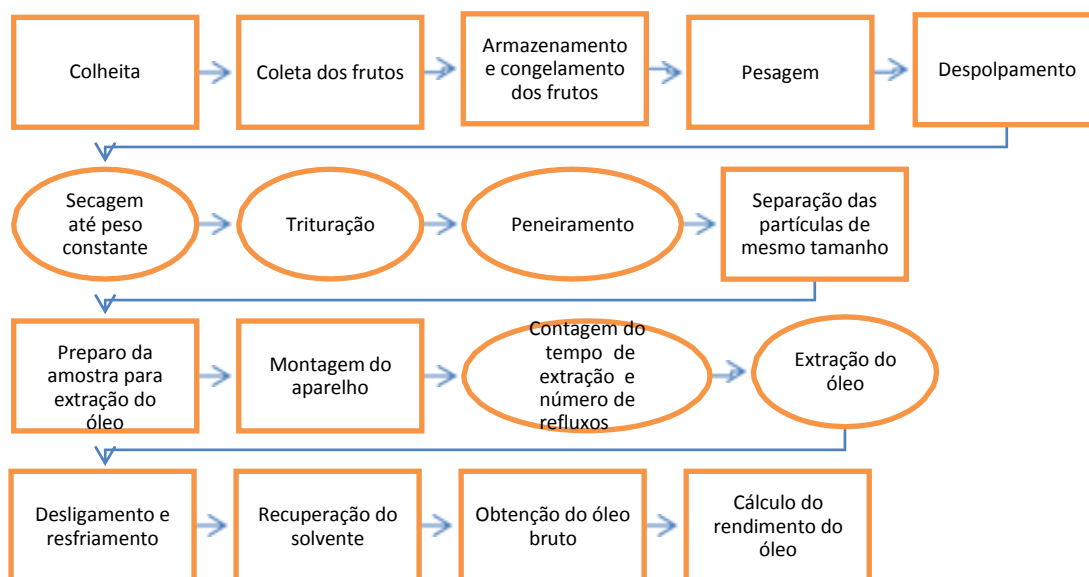 Colheita
Coleta dos frutos
Armazenamento
e congelamento
dos frutos
Pesagem
Despolpamento
Secagem
até peso
constante
Trituração
Peneiramento
Separação das
partículas de
mesmo tamanho
Preparo da
amostra para
extração do
óleo
Montagem do
aparelho
Contagem do
tempo de
extração e
número de
refluxos
Extração do
óleo
Desligamento e
resfriamento
Recuperação do
solvente
Obtenção do óleo
bruto
Cálculo do
rendimento do
óleo